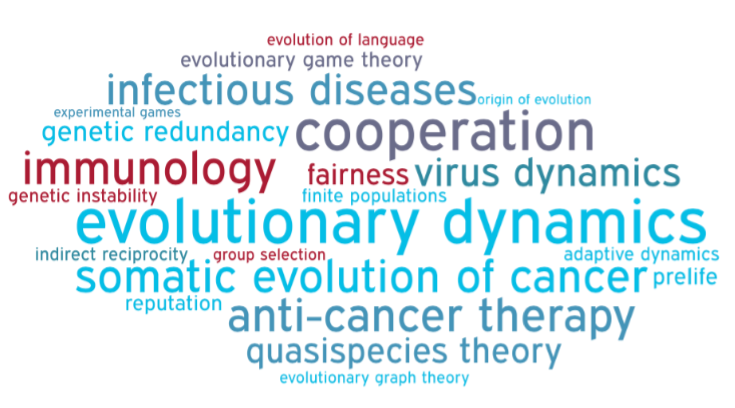 evolution of language
evolutionary game theory
infectious diseases
origin of evolution
experimental games
genetic redundancy
cooperation
immunology
fairness
virus dynamics
genetic instability
finite populations
evolutionary dynamics
indirect reciprocity
group selection
adaptive dynamics
somatic evolution of cancer
prelife
reputation
anti-cancer therapy
quasispecies theory
evolutionary graph theory